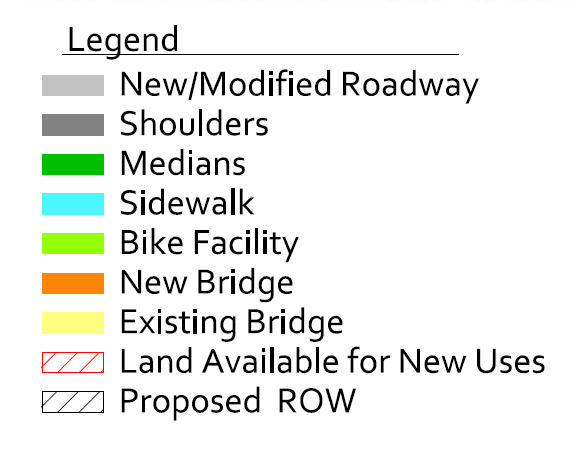 Legend
New/Modified Roadway
Shoulders
Medians
Sidewalk
Bike Facility
New Bridge
Existing Bridge
Land Available for New Uses
Proposed ROW